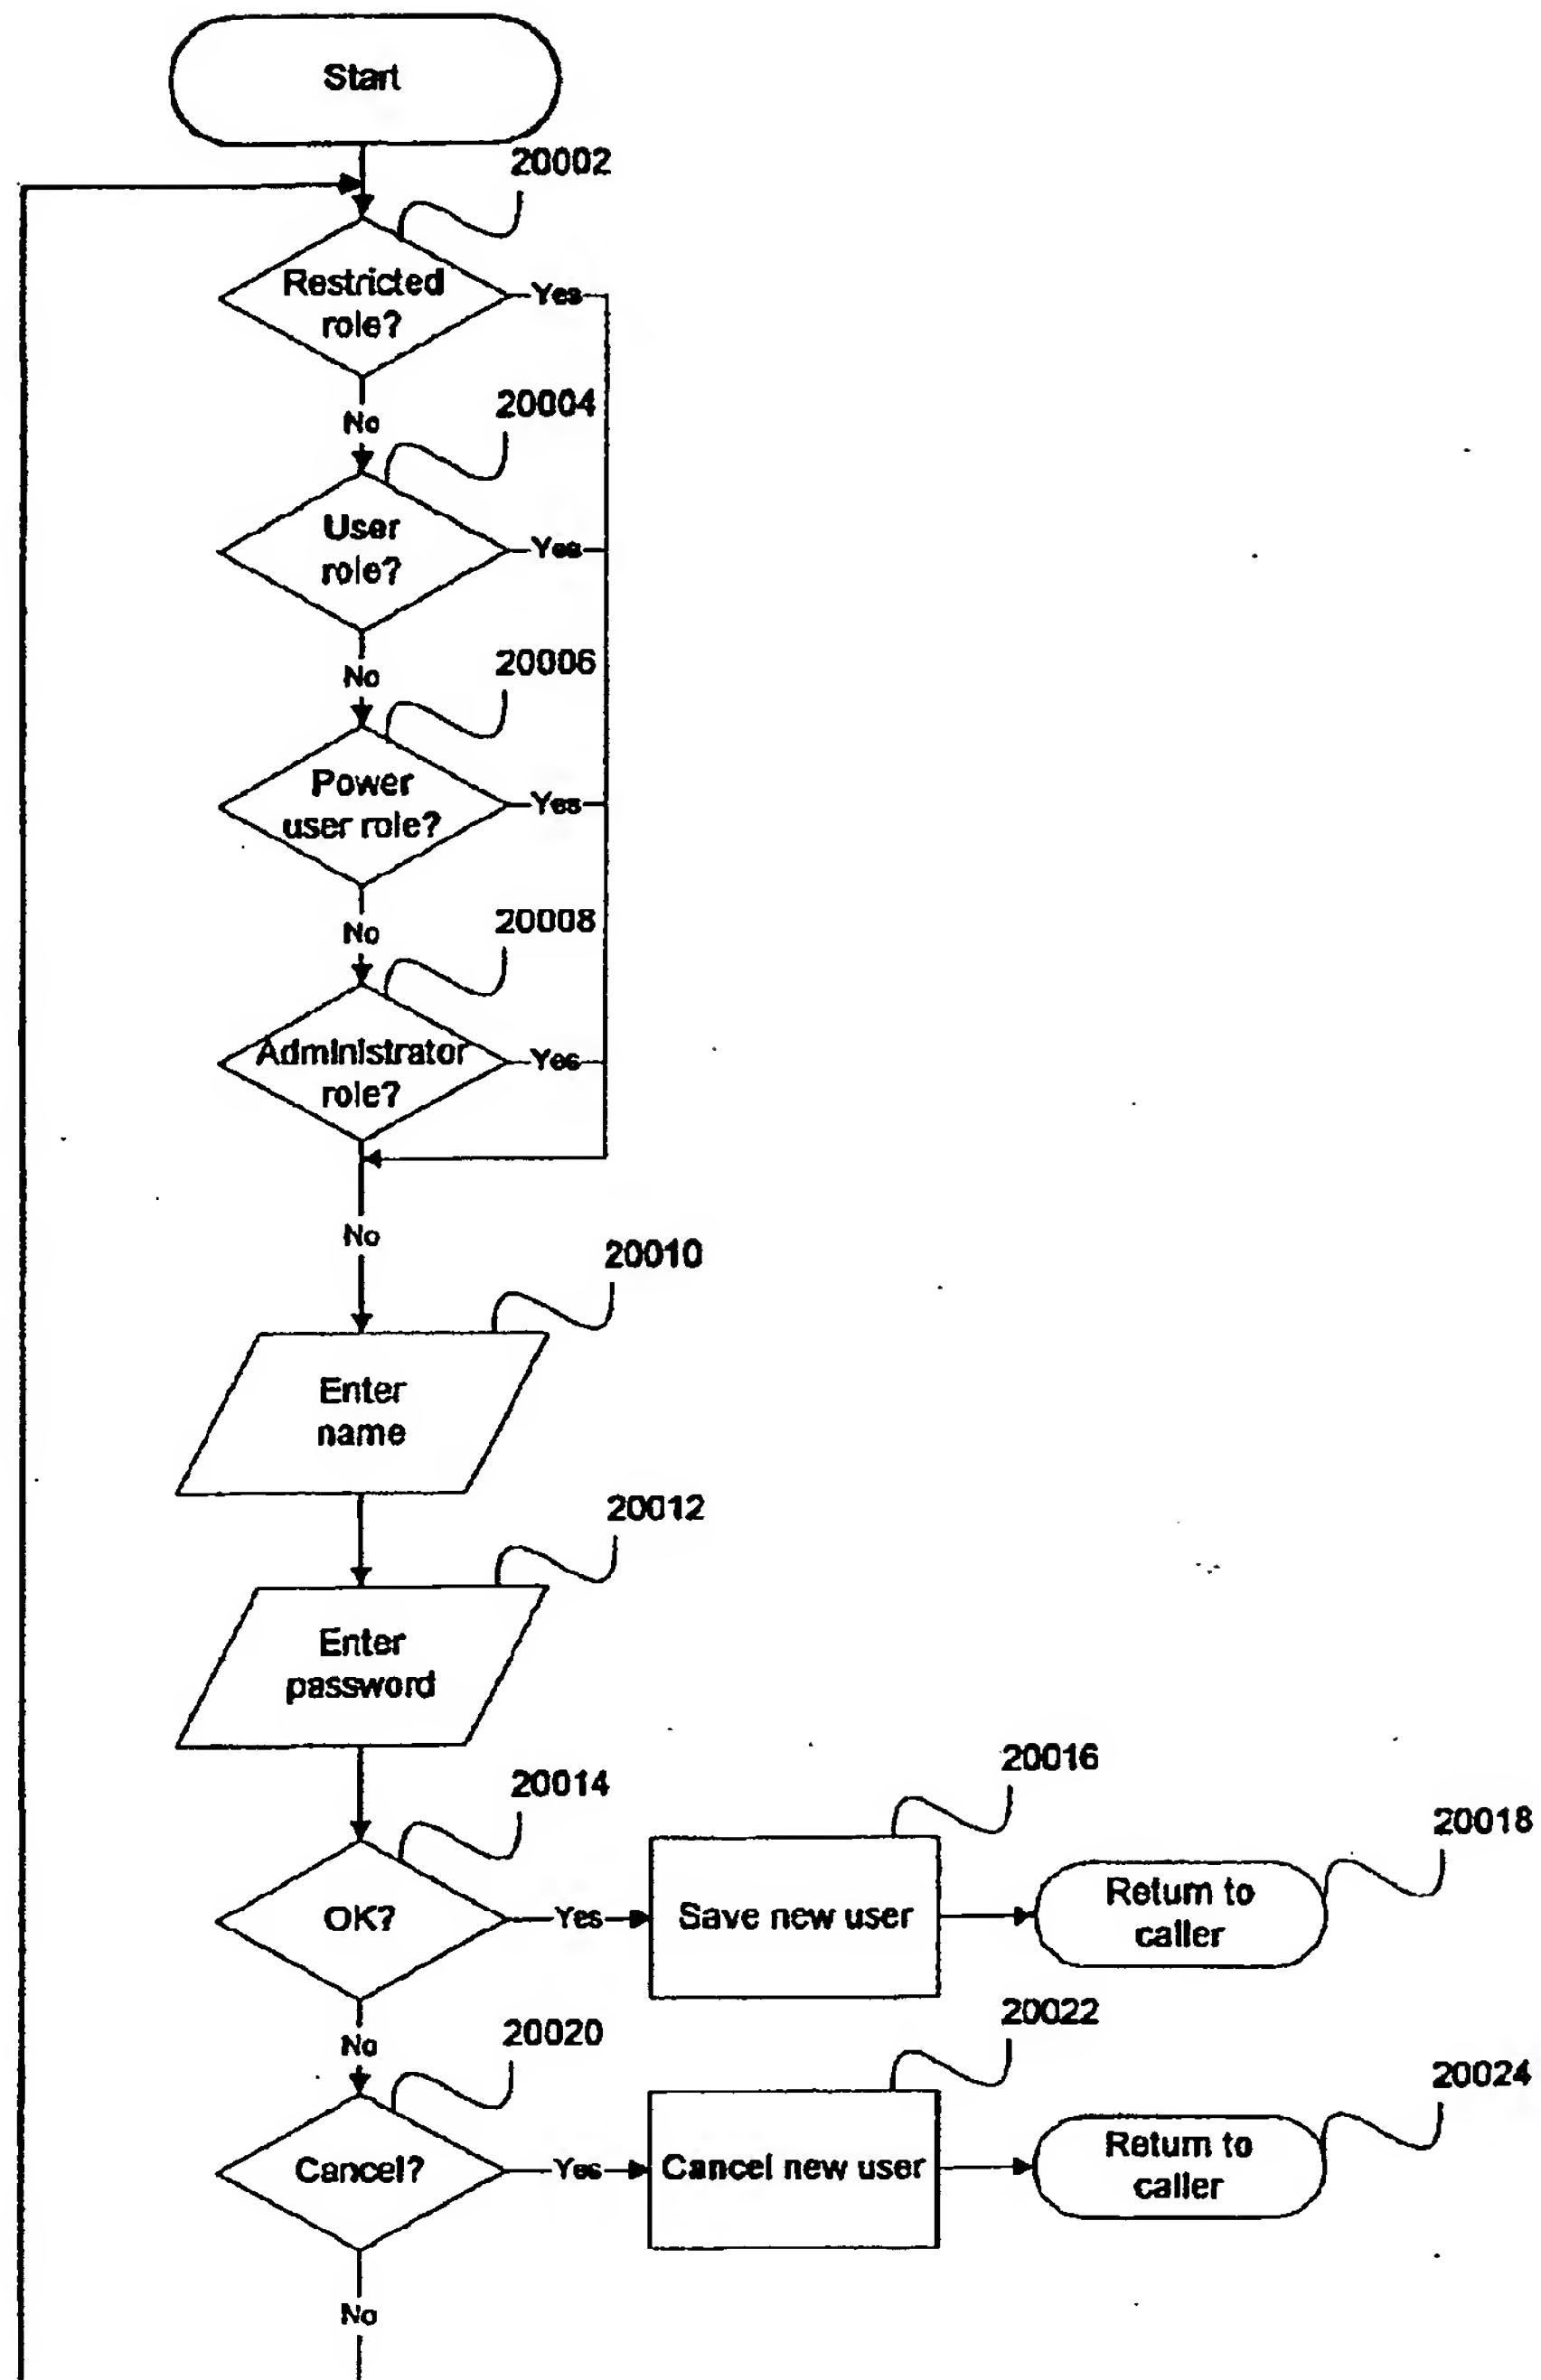 Start
20002
Restricted
role?
Yes
No
20004
User
role?
Yes
No
20006
Power
user role?
Yes
No
20008
Administrator
role?
Yes
No
20010
Enter
name
20012
Enter
password
20014
OK?
Yes
20016
Save new user
20018
Return to
caller
No
20020
Cancel?
Yes
20022
Cancel new user
20024
Return to
caller
No